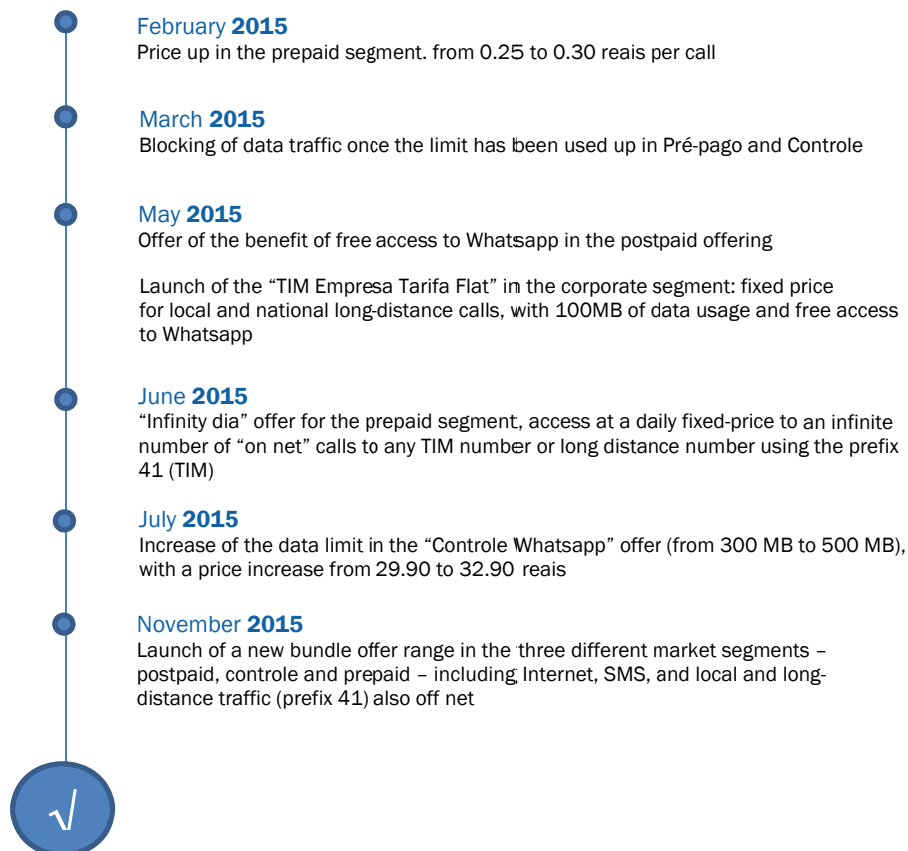 February 2015
Price up in the prepaid segment. from 0.25 to 0.30 reais per call
March 2015
Blocking of data traffic once the limit has been used up in Pré-pago and Controle
May 2015
Offer of the benefit of free access to Whatsapp in the postpaid offering
Launch of the “TIM Empresa Tarifa Flat” in the corporate segment: fixed price
for local and national long-distance calls, with 100MB of data usage and free access
to Whatsapp
June 2015
“Infinity dia” offer for the prepaid segment, access at a daily fixed-price to an infinite
number of “on net” calls to any TIM number or long distance number using the prefix
41 (TIM)
July 2015
Increase of the data limit in the “Controle Whatsapp” offer (from 300 MB to 500 MB),
with a price increase from 29.90 to 32.90 reais
November 2015
Launch of a new bundle offer range in the three different market segments –
postpaid, controle and prepaid – including Internet, SMS, and local and long-
distance traffic (prefix 41) also off net
√